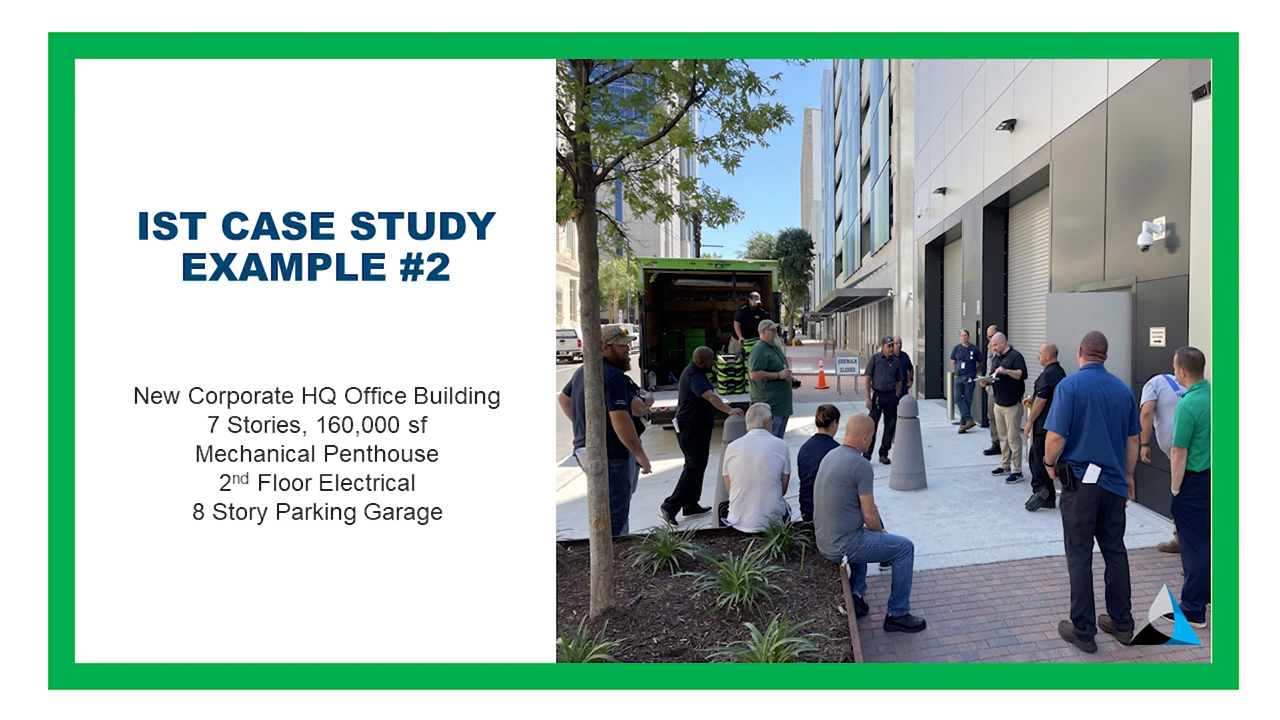 IST CASE STUDY
EXAMPLE #2
New Corporate HQ Office Building
7 Stories, 160,000 sf
Mechanical Penthouse
2nd Floor Electrical
8 Story Parking Garage
SIDEWALK
CLOSED